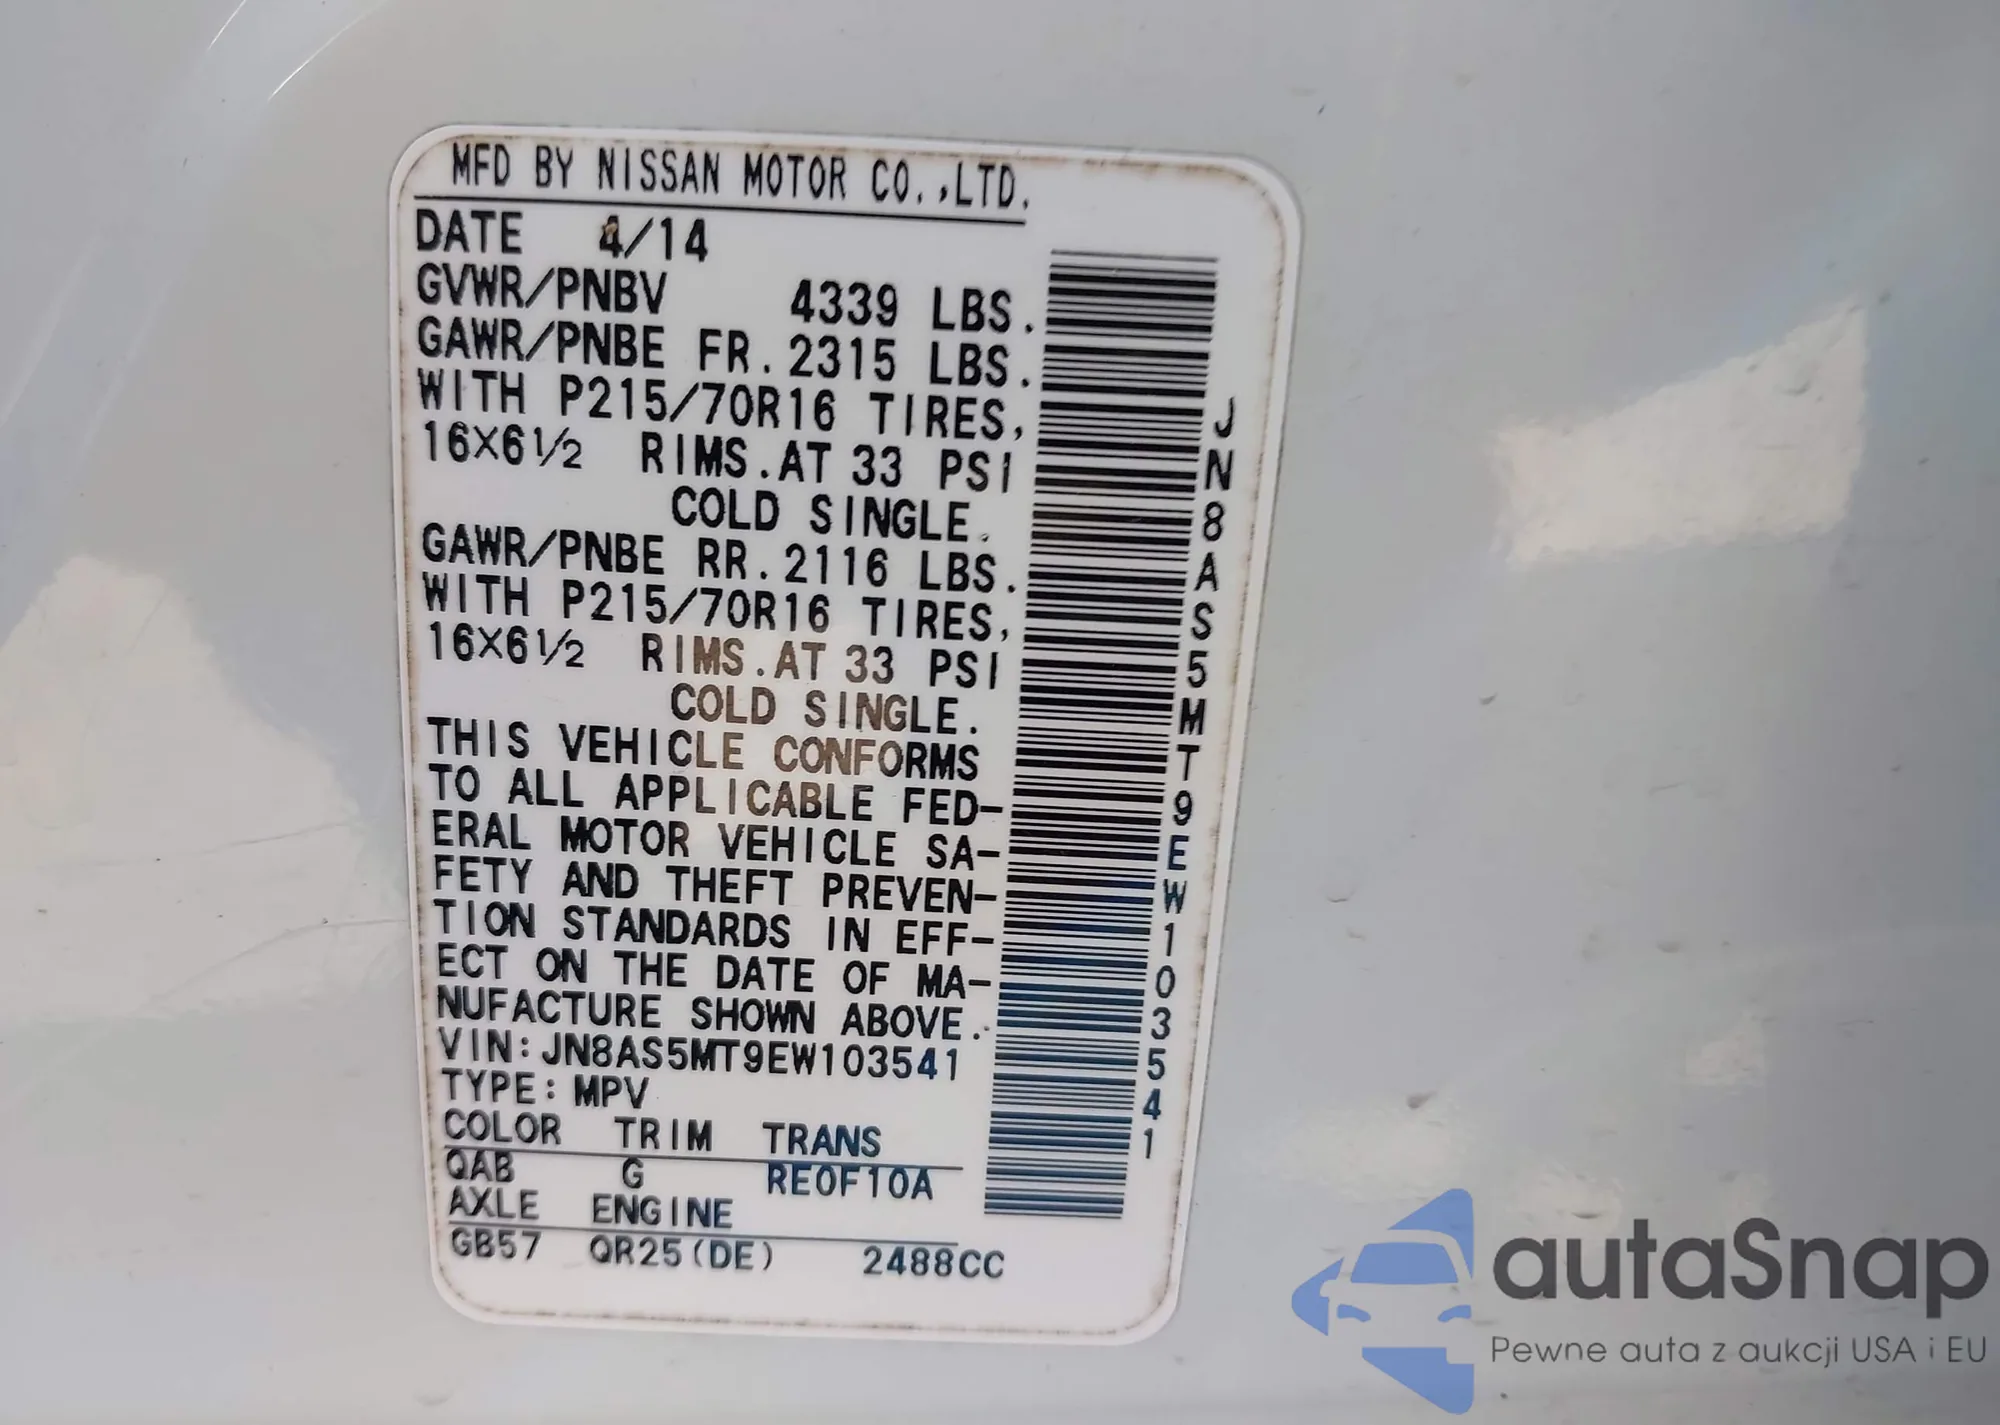 MFD BY NISSAN MOTOR CO.,LTD.
DATE 4/14
GVWR/PNBV 4339 LBS.
GAWR/PNBE FR.2315 LBS.
WITH P215/70R16 TIRES,
16X6½ RIMS.AT 33 PSI
COLD SINGLE.
GAWR/PNBE RR.2116 LBS.
WITH P215/70R16 TIRES,
16X6½ RIMS.AT 33 PSI
COLD SINGLE.
THIS VEHICLE CONFORMS
TO ALL APPLICABLE FED-
ERAL MOTOR VEHICLE SA-
FETY AND THEFT PREVEN-
TION STANDARDS IN EFF-
ECT ON THE DATE OF MA-
NUFACTURE SHOWN ABOVE.
VIN:JN8AS5MT9EW103541
TYPE:MPV
COLOR TRIM TRANS
QAB G RE0F10A
AXLE ENGINE
GB57 QR25(DE) 2488CC
JN8AS5MT9EW103541
autaSnap
Pewne auta z aukcji USA i EU